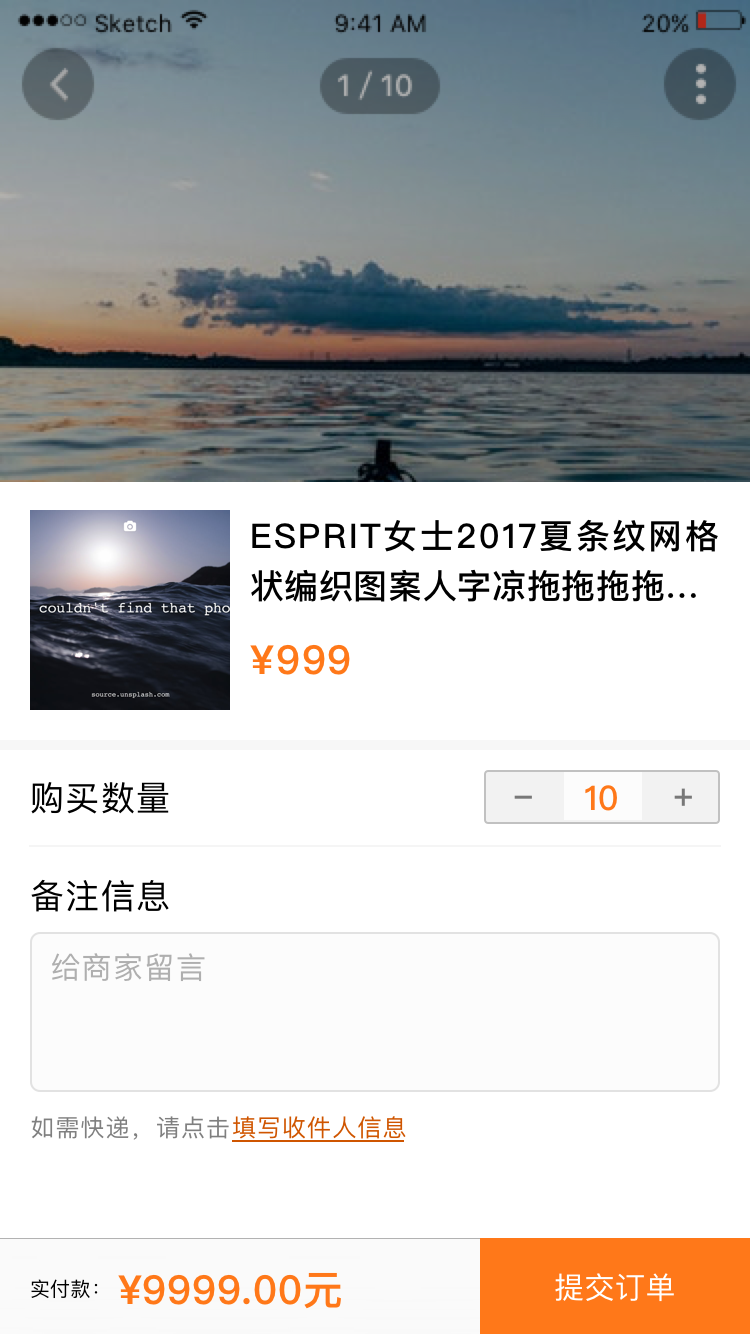 Sketch 9:41 AM 20%
1 / 10
ESPRIT女士2017夏条纹网格
状编织图案人字凉拖拖拖拖...
couldn't find that pho
source.unsplash.com
¥999
购买数量 − 10 +
备注信息
给商家留言
如需快递，请点击填写收件人信息
实付款： ¥9999.00元 提交订单